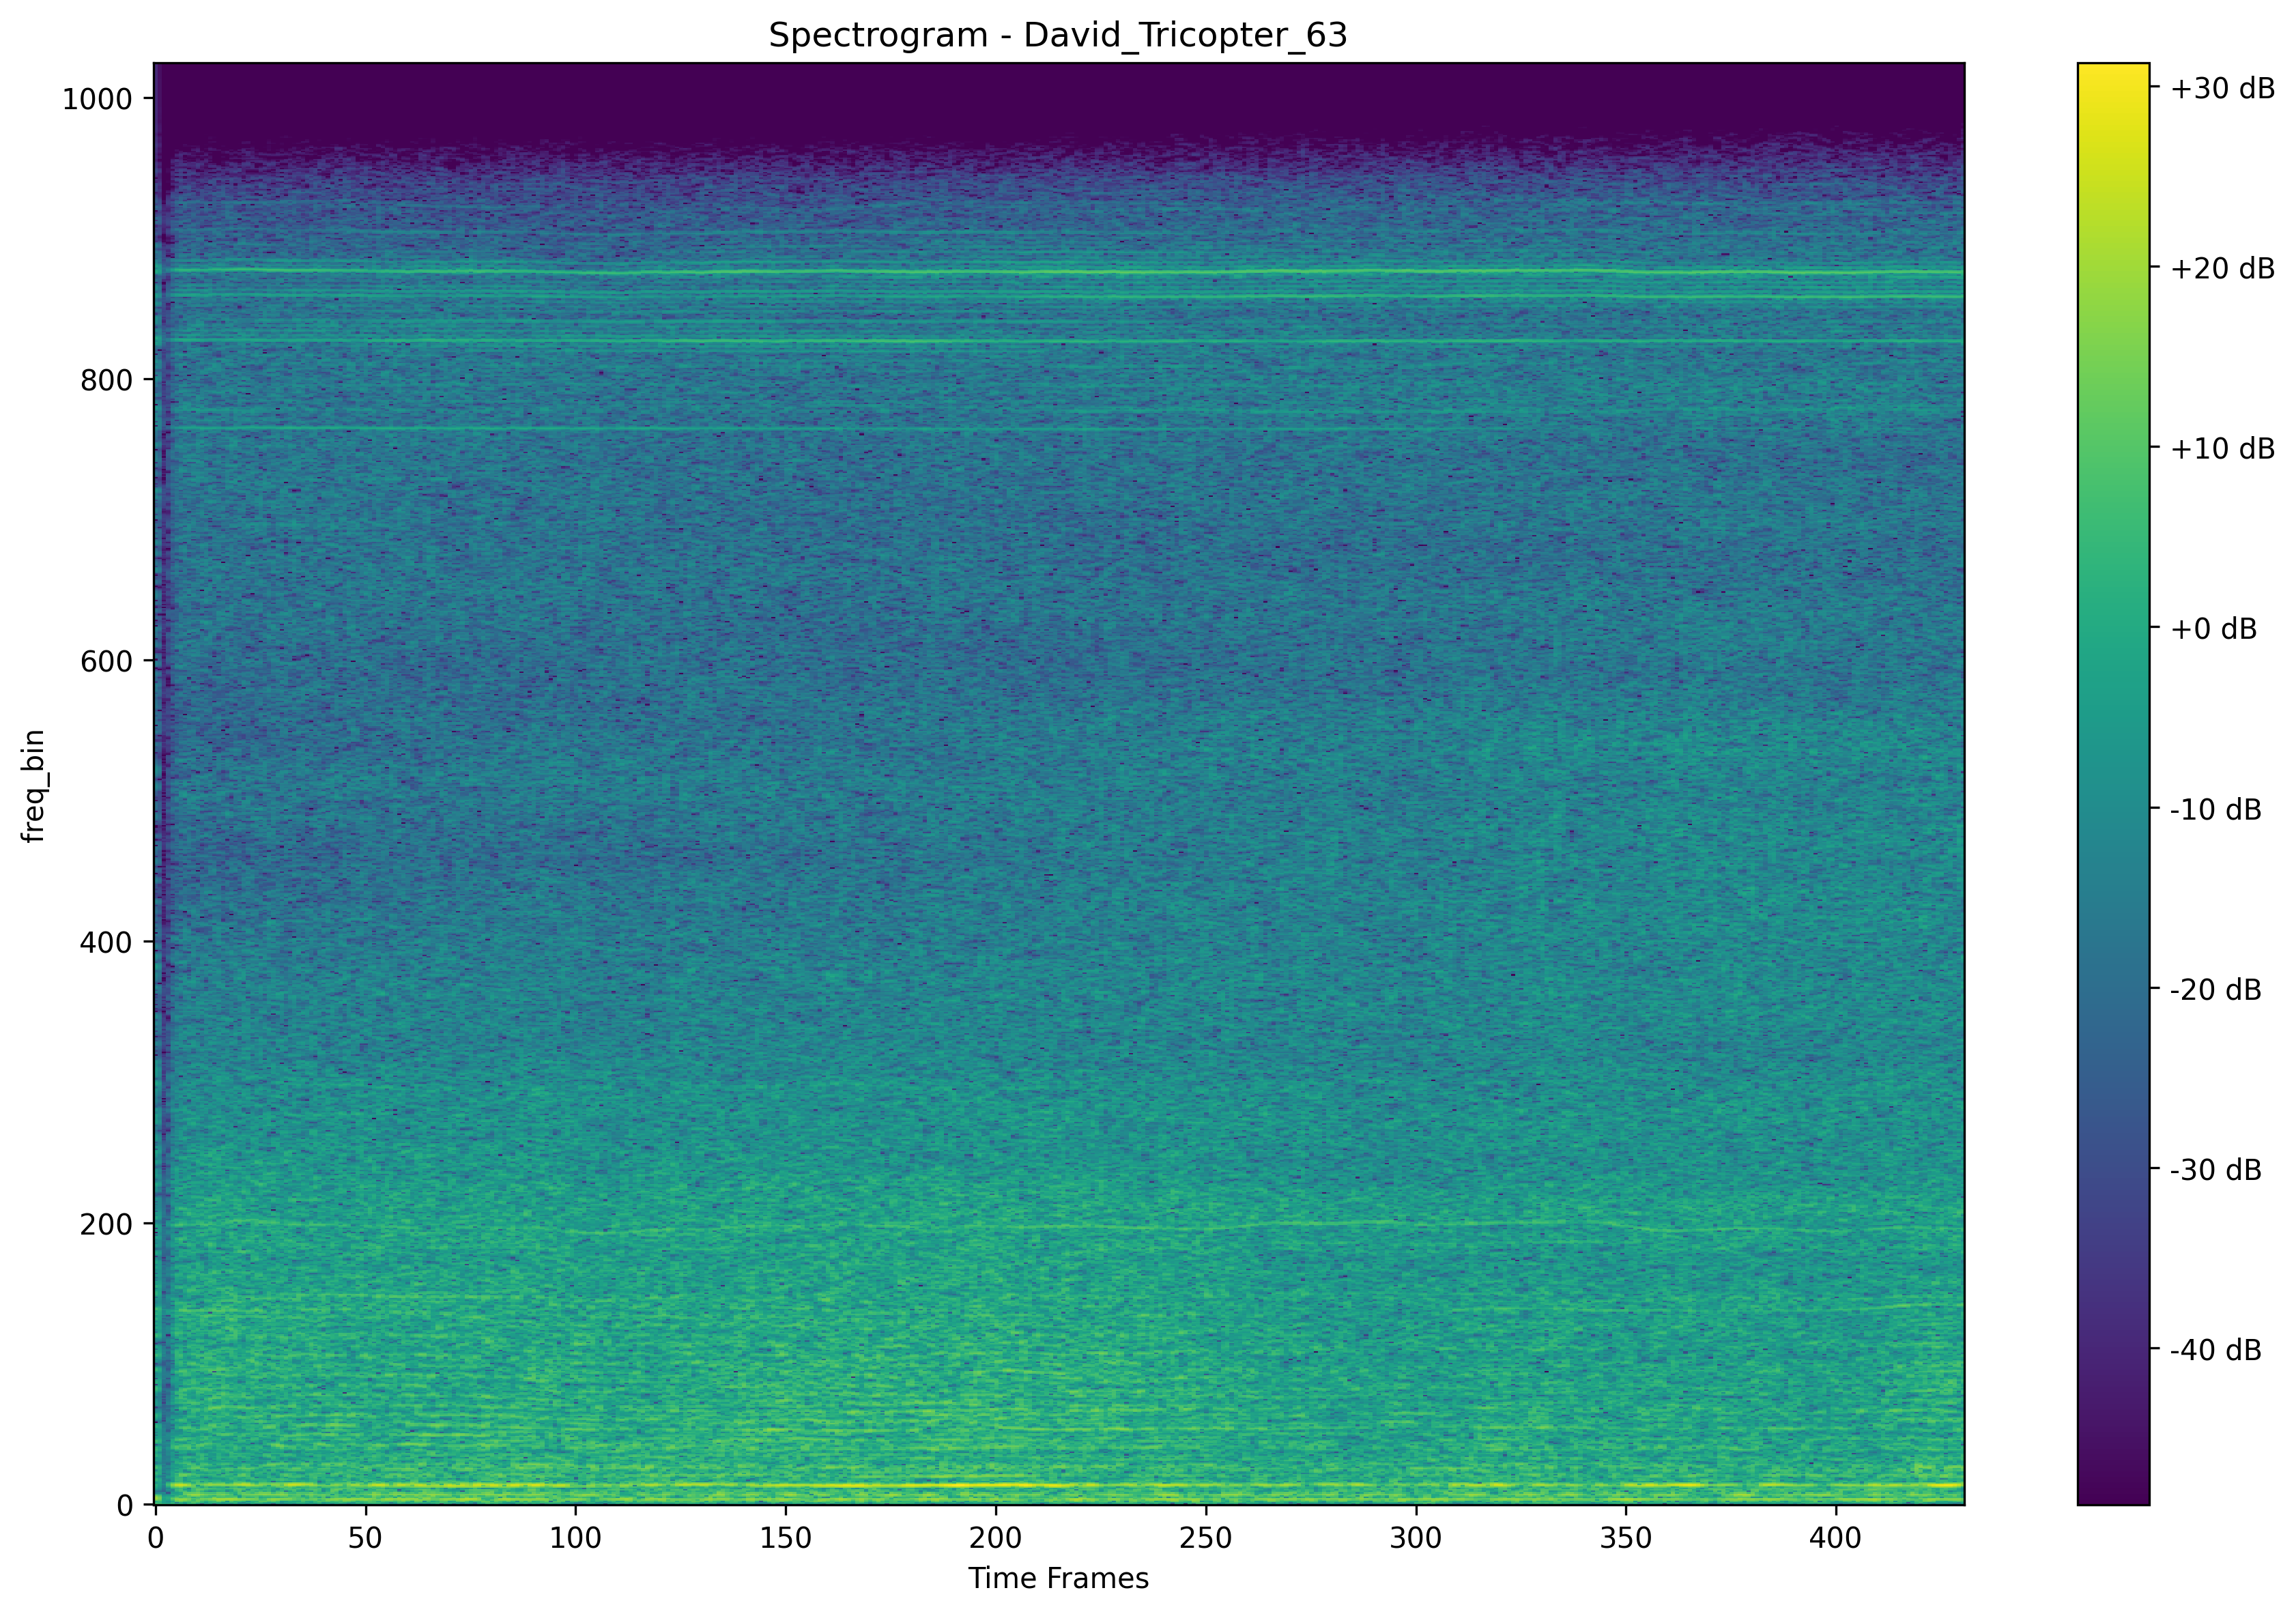 Spectrogram - David_Tricopter_63
freq_bin
1000
800
600
400
200
0
0 50 100 150 200 250 300 350 400
Time Frames
+30 dB
+20 dB
+10 dB
+0 dB
-10 dB
-20 dB
-30 dB
-40 dB